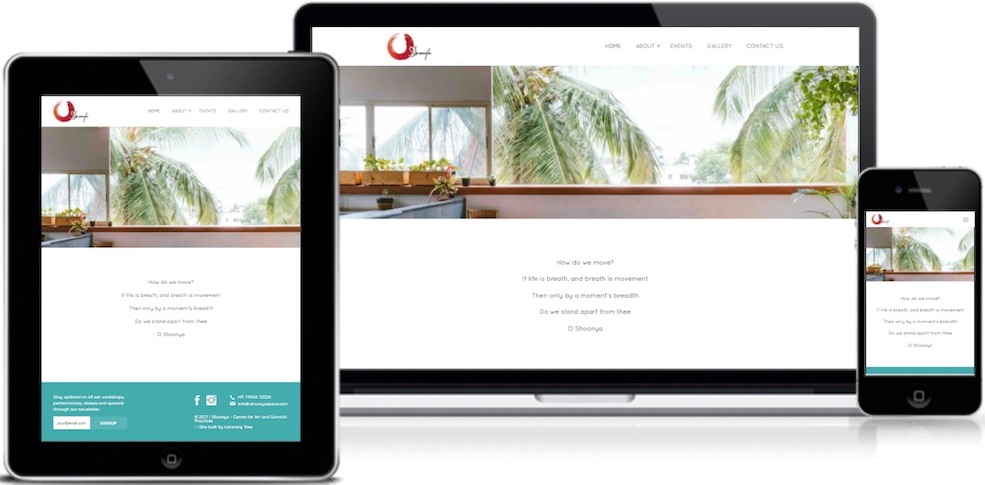 Shoonya
HOME ABOUT EVENTS GALLERY CONTACT US
How do we move?
If life is breath, and breath is movement
Then only by a moment's breadth
Do we stand apart from thee
O Shoonya
Stay updated on all our workshops,
performances, classes and specials
through our newsletter.
your@email.com SIGNUP
© 2017 | Shoonya - Centre for Art and Somatic
Practices
Site built by Listening Tree
Shoonya
HOME ABOUT EVENTS GALLERY CONTACT US
How do we move?
If life is breath, and breath is movement
Then only by a moment's breadth
Do we stand apart from thee
O Shoonya
How do we move?
If life is breath, and breath is movement
Then only by a moment's breadth
Do we stand apart from thee
O Shoonya